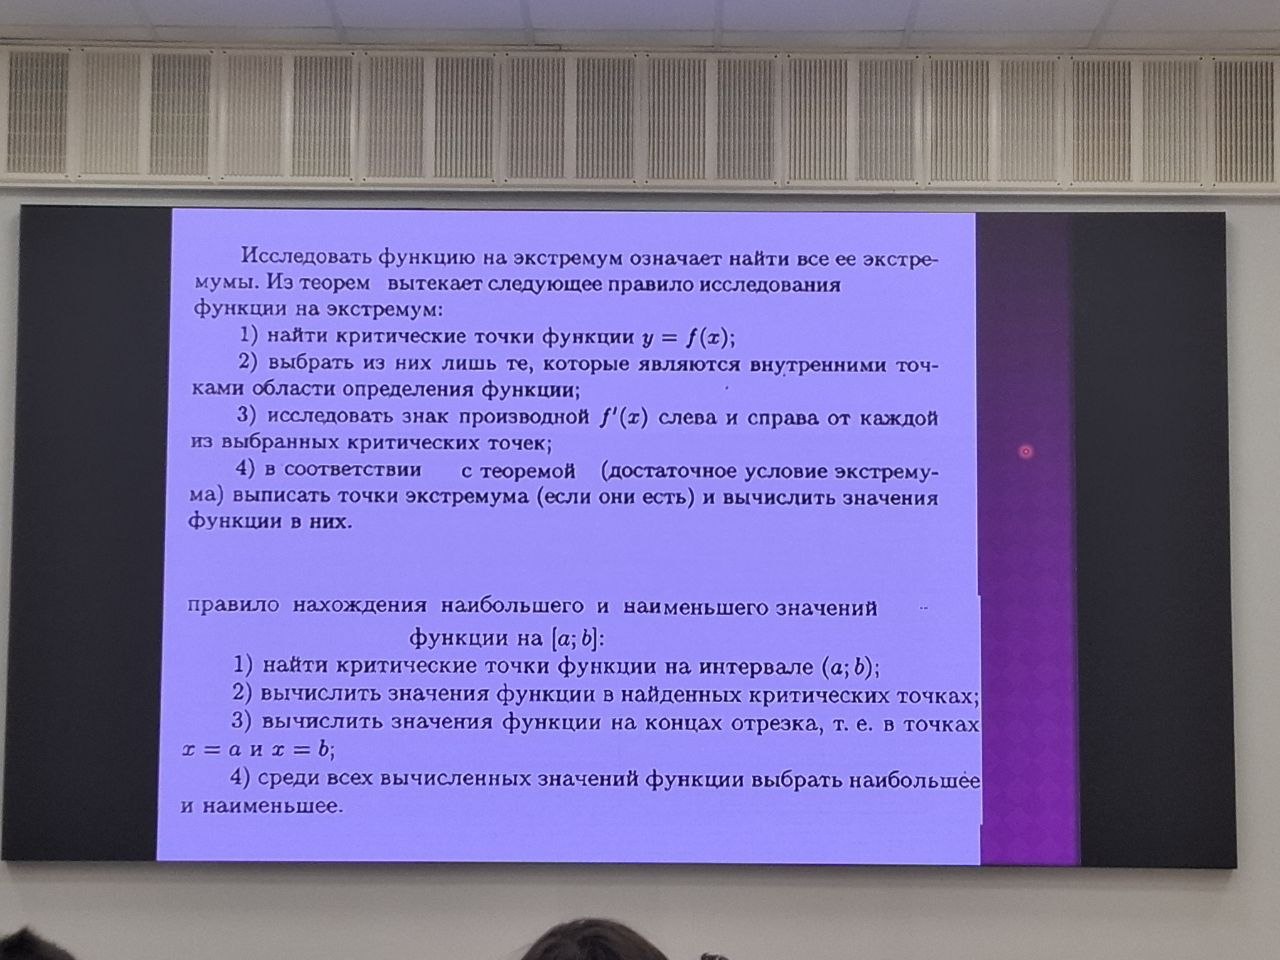 Исследовать функцию на экстремум означает найти все ее экстре-
мумы. Из теорем вытекает следующее правило исследования
функции на экстремум:
1) найти критические точки функции y = f(x);
2) выбрать из них лишь те, которые являются внутренними точ-
ками области определения функции;
3) исследовать знак производной f′(x) слева и справа от каждой
из выбранных критических точек;
4) в соответствии с теоремой (достаточное условие экстрему-
ма) выписать точки экстремума (если они есть) и вычислить значения
функции в них.
правило нахождения наибольшего и наименьшего значений
функции на [a; b]:
1) найти критические точки функции на интервале (a; b);
2) вычислить значения функции в найденных критических точках;
3) вычислить значения функции на концах отрезка, т. е. в точках
x = a и x = b;
4) среди всех вычисленных значений функции выбрать наибольшее
и наименьшее.